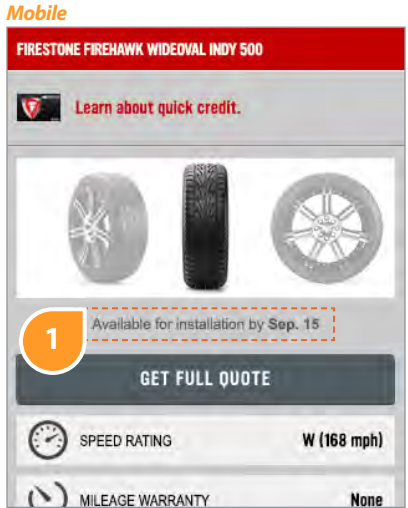 Mobile
FIRESTONE FIREHAWK WIDEOVAL INDY 500
Learn about quick credit.
Available for installation by Sep. 15
1
GET FULL QUOTE
SPEED RATING W (168 mph)
MILEAGE WARRANTY None